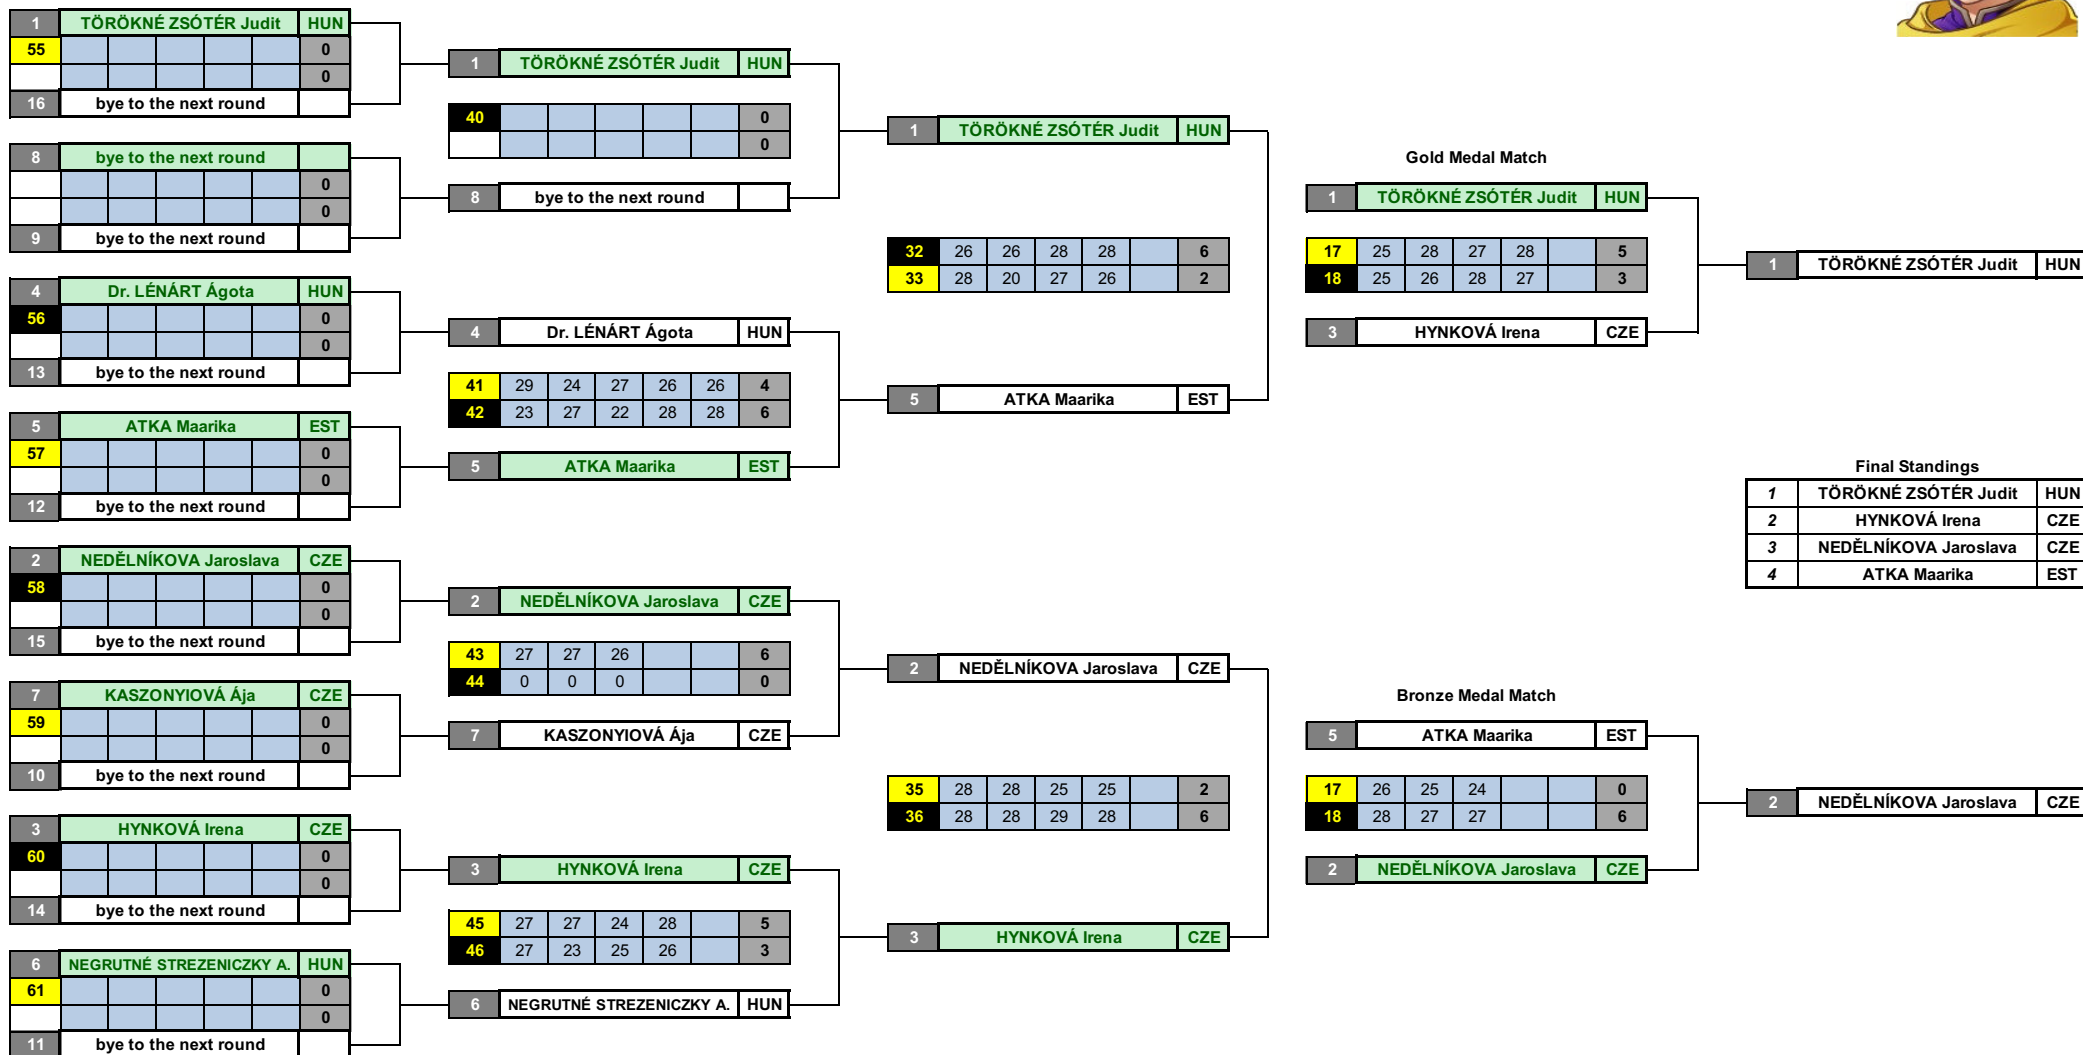 1 TÖRÖKNÉ ZSÓTÉR Judit HUN
55 0
0
16 bye to the next round
8 bye to the next round
0
0
9 bye to the next round
4 Dr. LÉNÁRT Ágota HUN
56 0
0
13 bye to the next round
5 ATKA Maarika EST
57 0
0
12 bye to the next round
2 NEDĚLNÍKOVA Jaroslava CZE
58 0
0
15 bye to the next round
7 KASZONYIOVÁ Ája CZE
59 0
0
10 bye to the next round
3 HYNKOVÁ Irena CZE
60 0
0
14 bye to the next round
6 NEGRUTNÉ STREZENICZKY A. HUN
61 0
0
11 bye to the next round
1 TÖRÖKNÉ ZSÓTÉR Judit HUN
40 0
0
8 bye to the next round
4 Dr. LÉNÁRT Ágota HUN
41 29 24 27 26 26 4
42 23 27 22 28 28 6
5 ATKA Maarika EST
2 NEDĚLNÍKOVA Jaroslava CZE
43 27 27 26 6
44 0 0 0 0
7 KASZONYIOVÁ Ája CZE
3 HYNKOVÁ Irena CZE
45 27 27 24 28 5
46 27 23 25 26 3
6 NEGRUTNÉ STREZENICZKY A. HUN
1 TÖRÖKNÉ ZSÓTÉR Judit HUN
32 26 26 28 28 6
33 28 20 27 26 2
5 ATKA Maarika EST
2 NEDĚLNÍKOVA Jaroslava CZE
35 28 28 25 25 2
36 28 28 29 28 6
3 HYNKOVÁ Irena CZE
Gold Medal Match
1 TÖRÖKNÉ ZSÓTÉR Judit HUN
17 25 28 27 28 5
18 25 26 28 27 3
3 HYNKOVÁ Irena CZE
1 TÖRÖKNÉ ZSÓTÉR Judit HUN
Final Standings
1 TÖRÖKNÉ ZSÓTÉR Judit HUN
2 HYNKOVÁ Irena CZE
3 NEDĚLNÍKOVA Jaroslava CZE
4 ATKA Maarika EST
Bronze Medal Match
5 ATKA Maarika EST
17 26 25 24 0
18 28 27 27 6
2 NEDĚLNÍKOVA Jaroslava CZE
2 NEDĚLNÍKOVA Jaroslava CZE